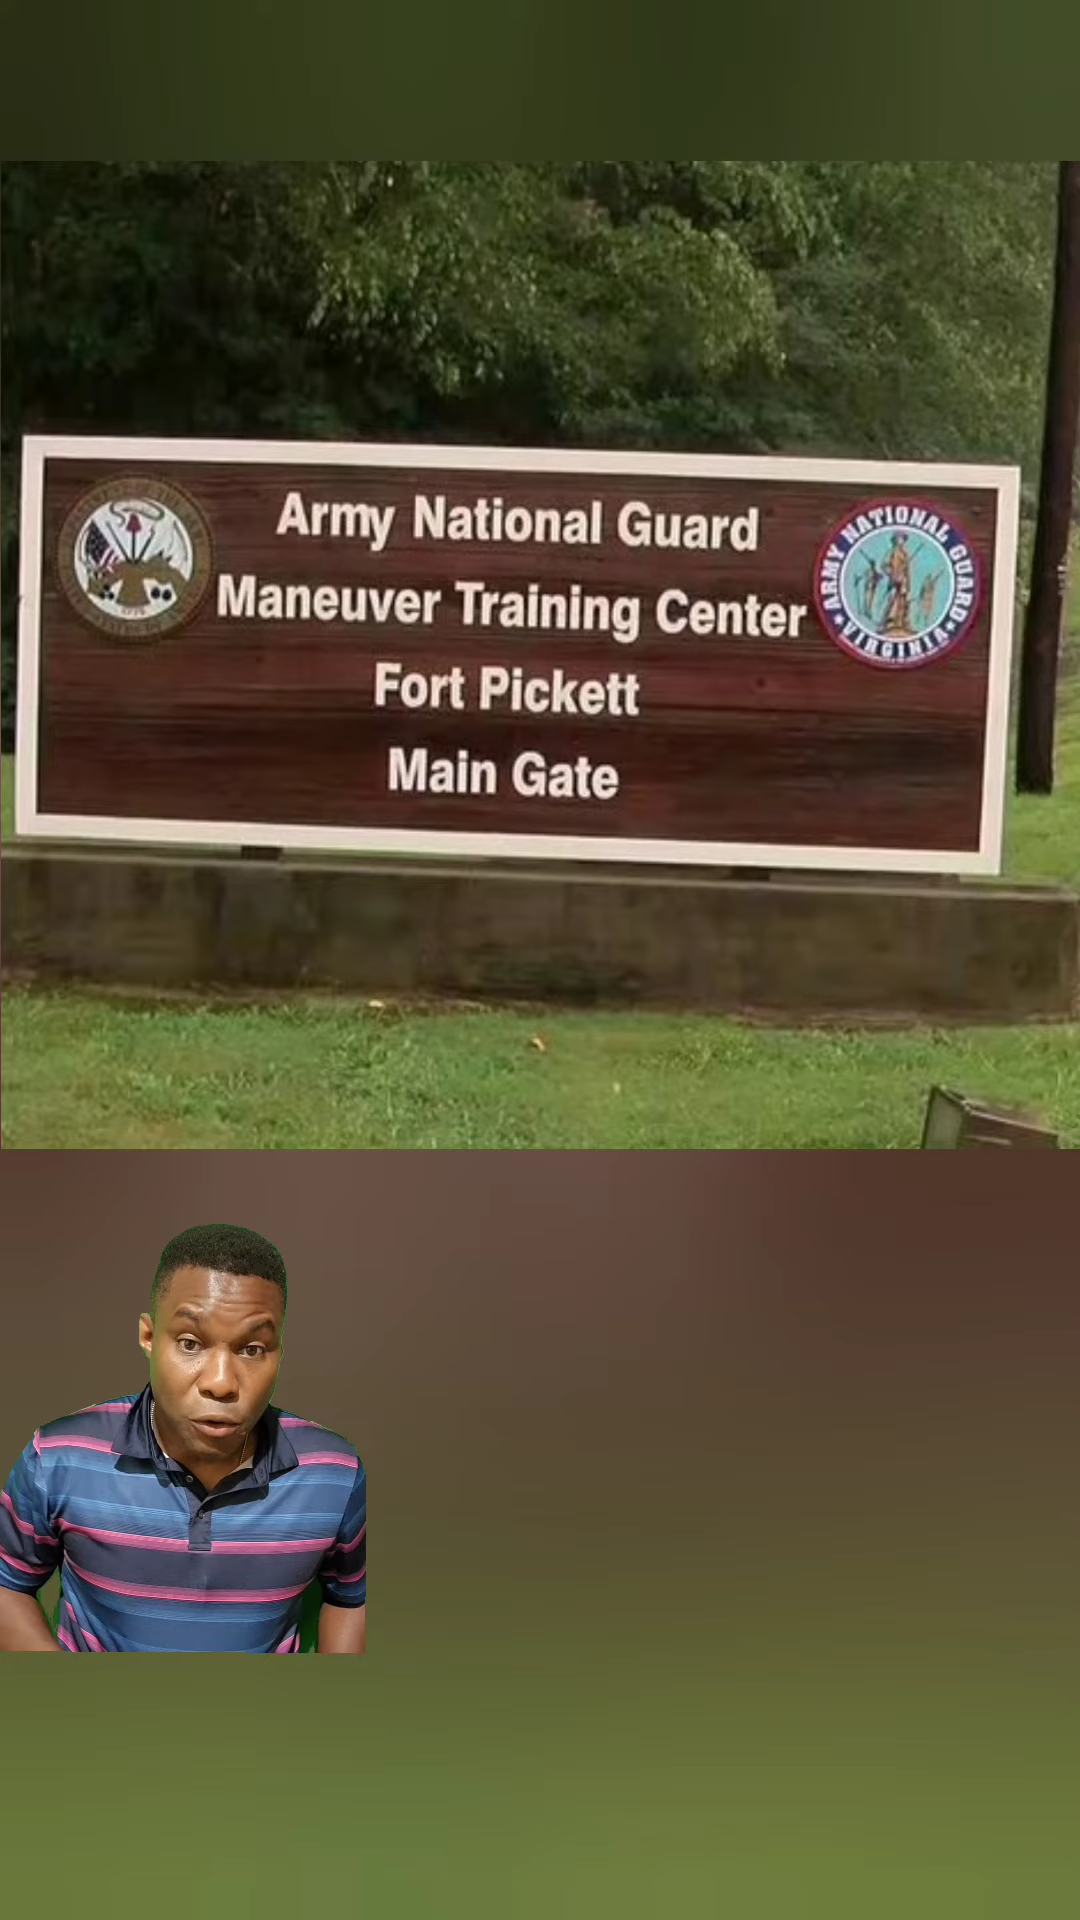 Army National Guard
Maneuver Training Center
Fort Pickett
Main Gate
ARMY NATIONAL GUARD
VIRGINIA